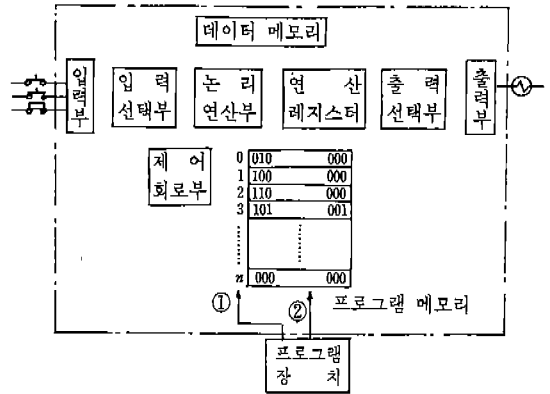 데이터 메모리
입력부
입 력
선택부
논 리
연산부
연 산
레지스터
출 력
선택부
출력부
제 어
회로부
0 010 000
1 100 000
2 110 000
3 101 001
n 000 000
① ② 프로그램 메모리
프로그램
장 치